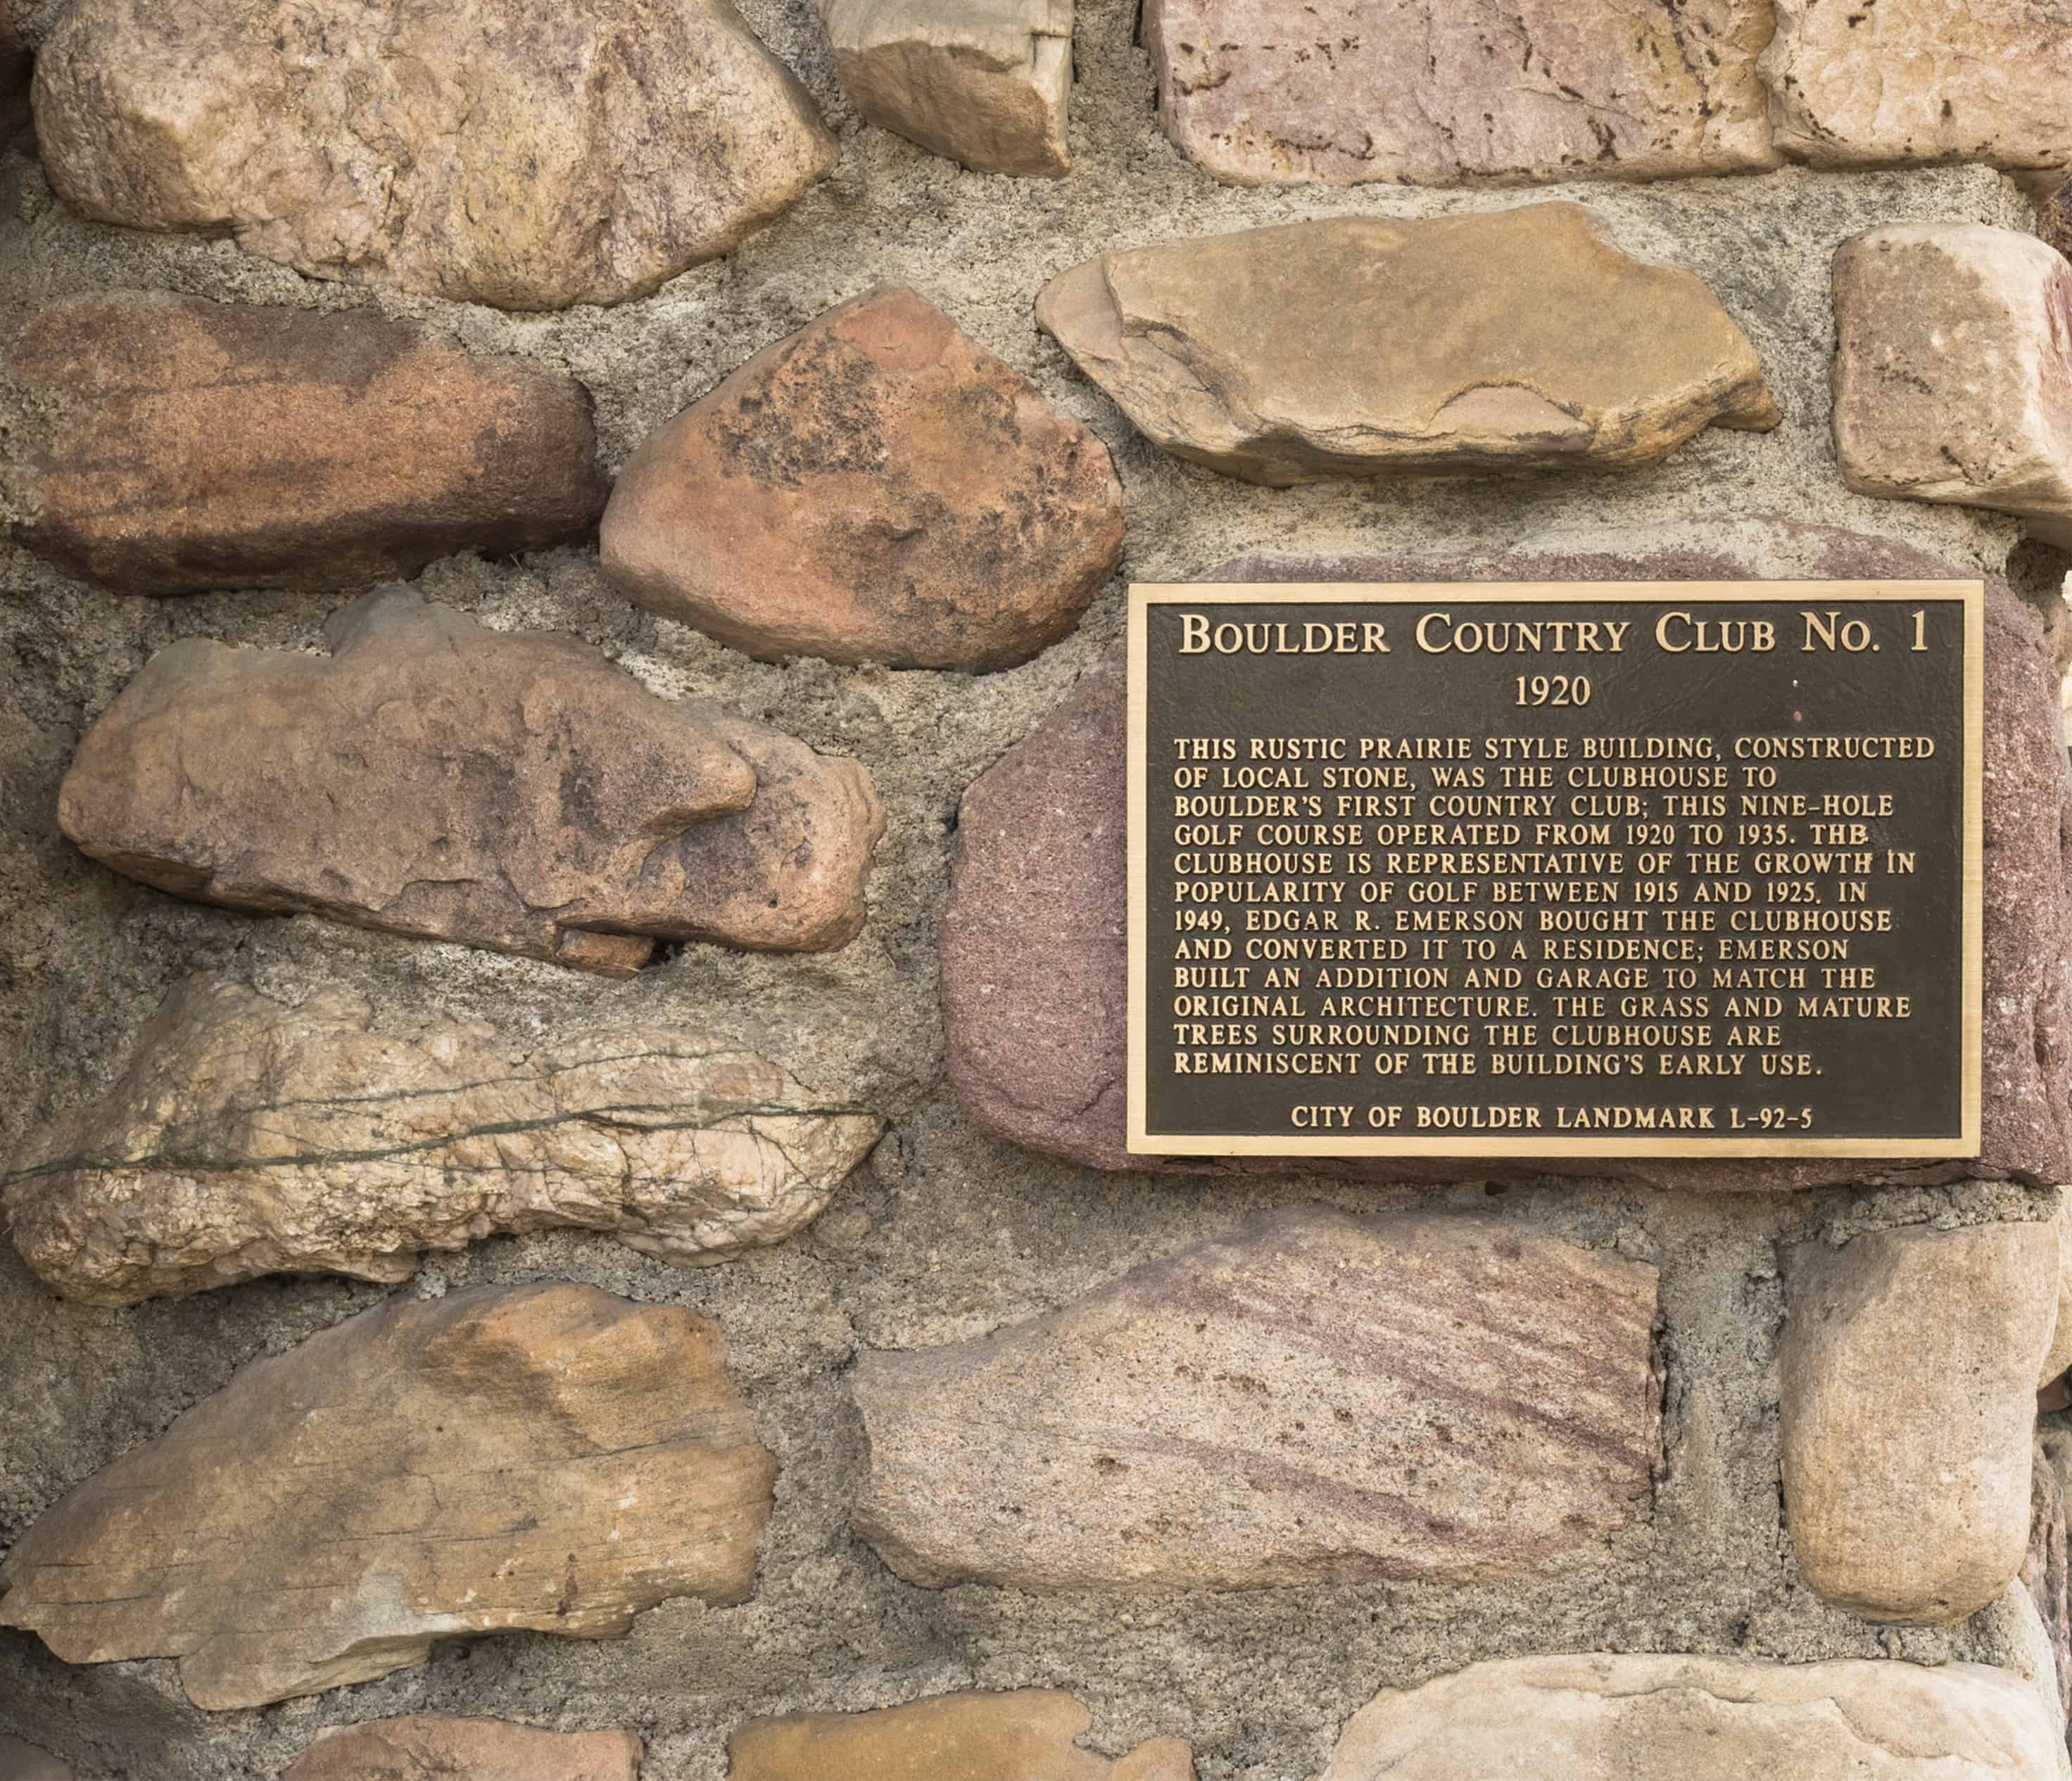 BOULDER COUNTRY CLUB NO. 1
1920
THIS RUSTIC PRAIRIE STYLE BUILDING, CONSTRUCTED
OF LOCAL STONE, WAS THE CLUBHOUSE TO
BOULDER'S FIRST COUNTRY CLUB; THIS NINE-HOLE
GOLF COURSE OPERATED FROM 1920 TO 1935. THE
CLUBHOUSE IS REPRESENTATIVE OF THE GROWTH IN
POPULARITY OF GOLF BETWEEN 1915 AND 1925. IN
1949, EDGAR R. EMERSON BOUGHT THE CLUBHOUSE
AND CONVERTED IT TO A RESIDENCE; EMERSON
BUILT AN ADDITION AND GARAGE TO MATCH THE
ORIGINAL ARCHITECTURE. THE GRASS AND MATURE
TREES SURROUNDING THE CLUBHOUSE ARE
REMINISCENT OF THE BUILDING'S EARLY USE.
CITY OF BOULDER LANDMARK L-92-5